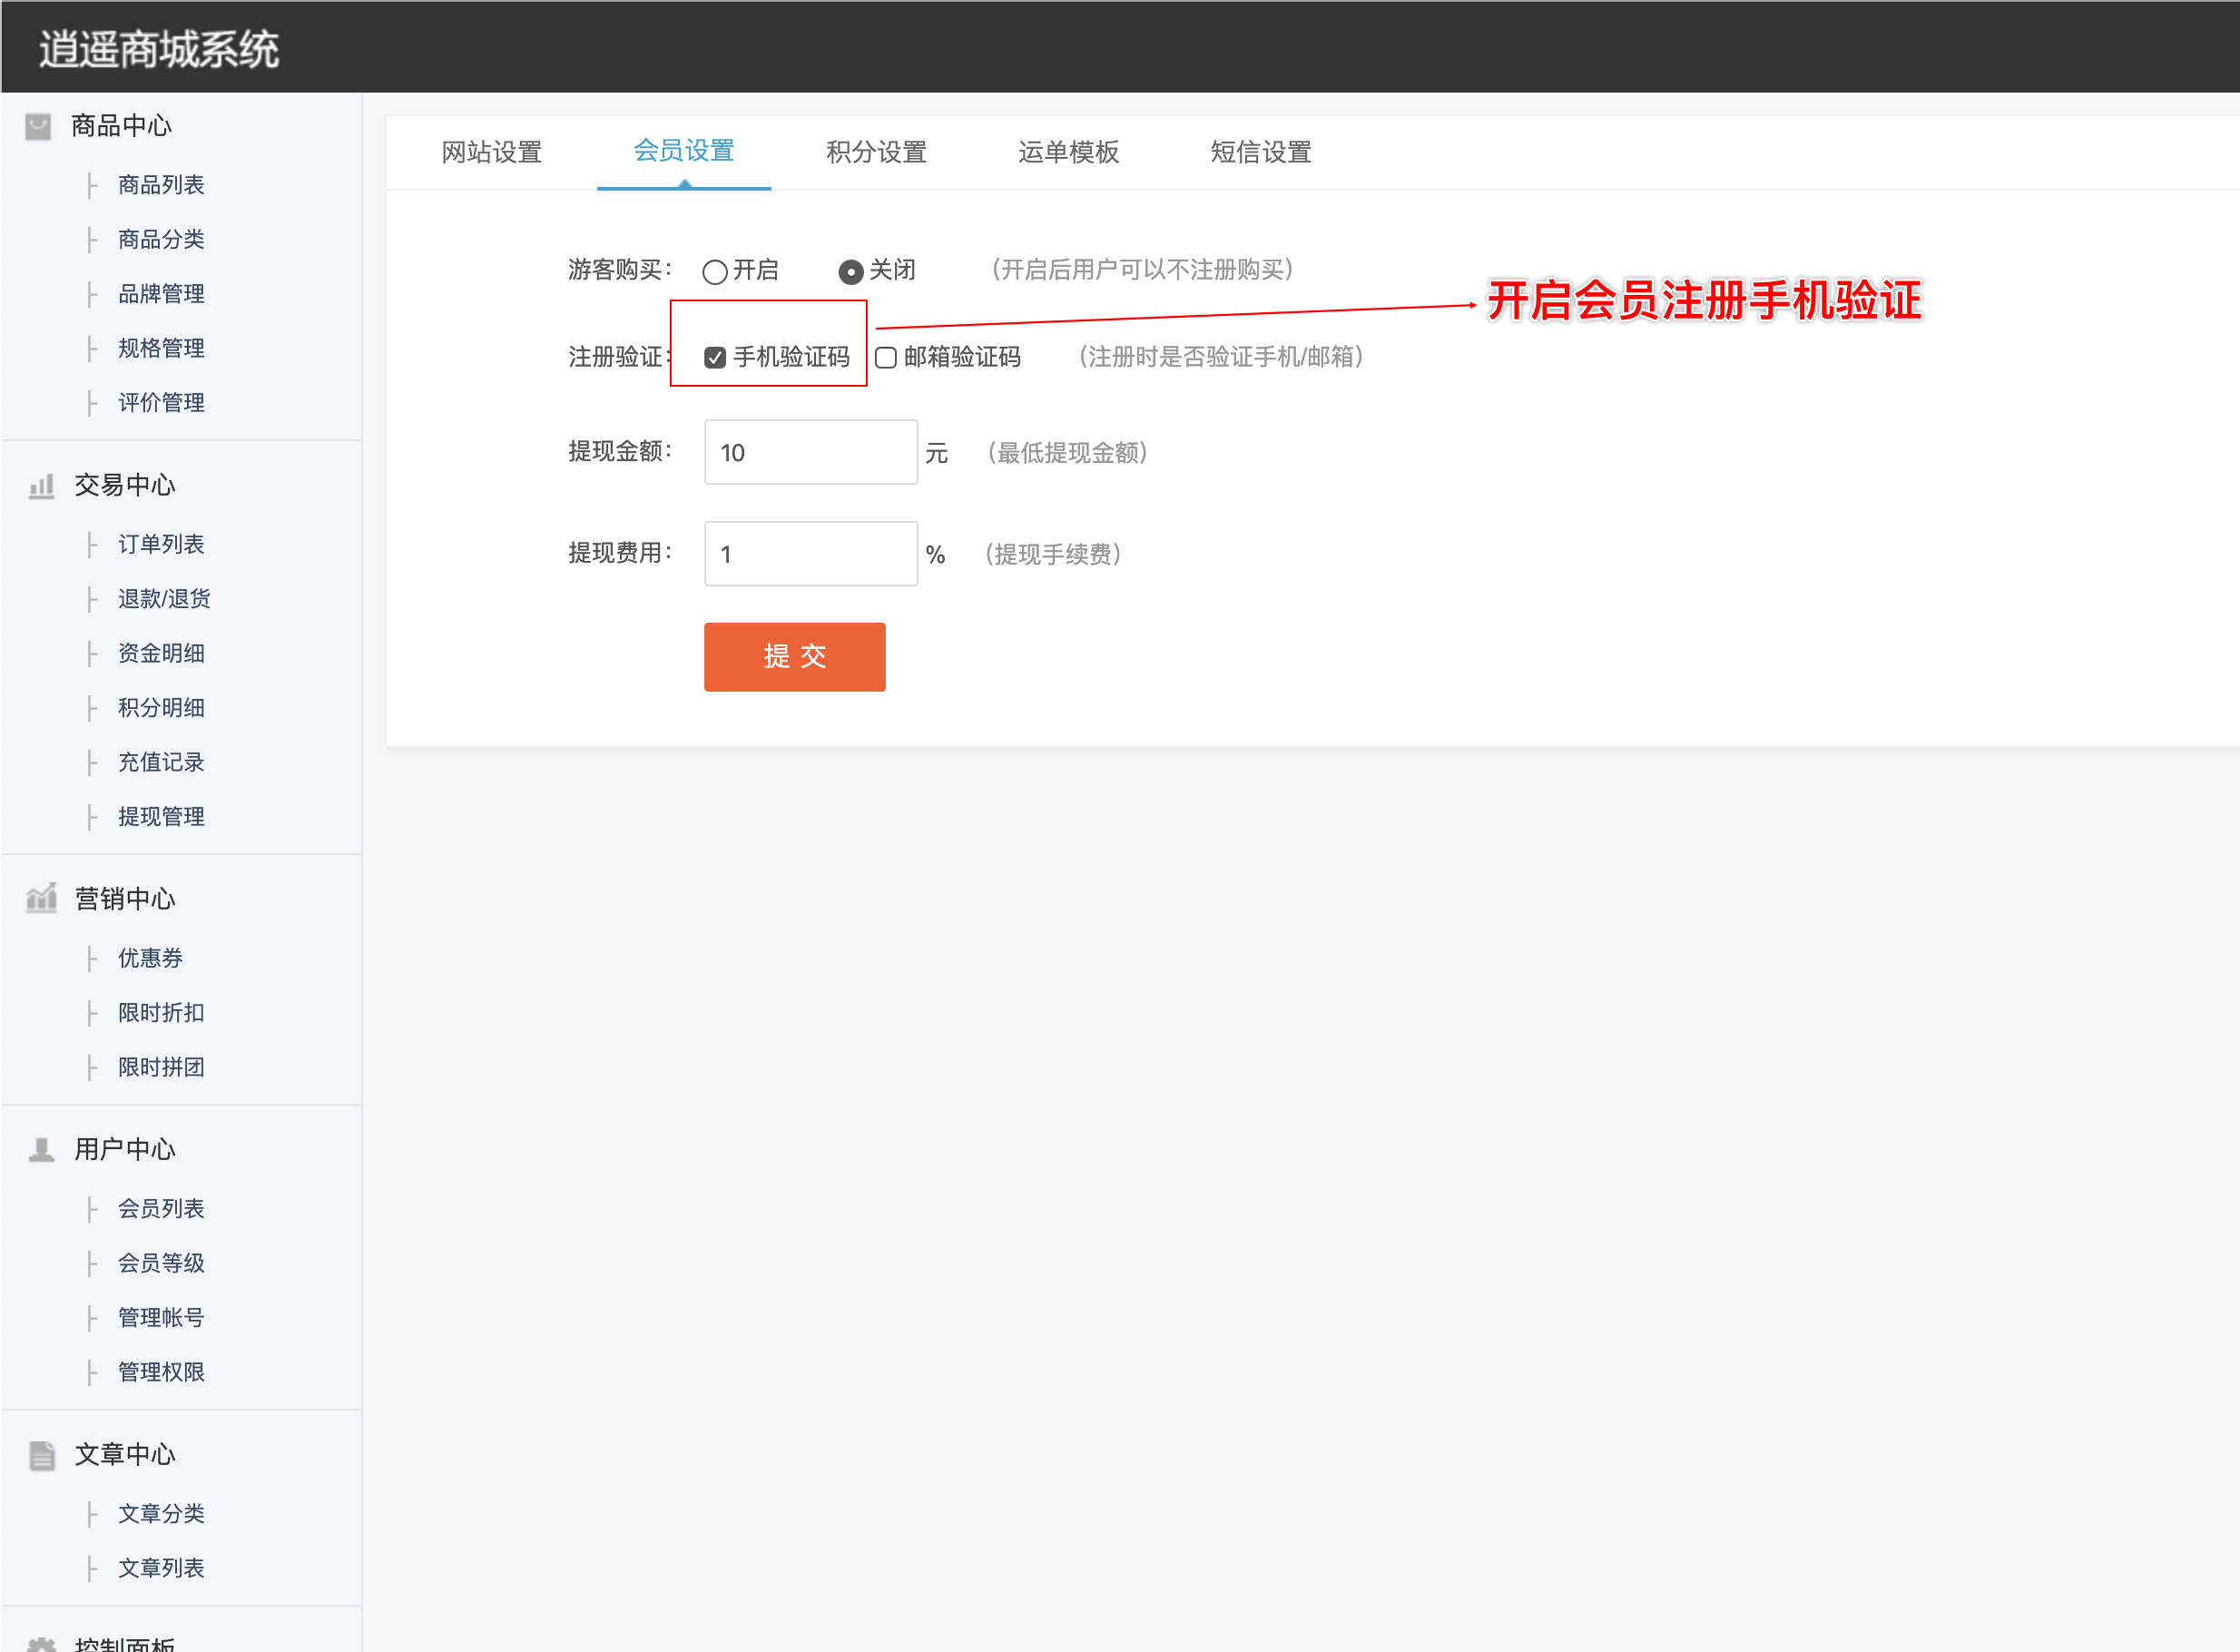 逍遥商城系统
商品中心
商品列表
商品分类
品牌管理
规格管理
评价管理
交易中心
订单列表
退款/退货
资金明细
积分明细
充值记录
提现管理
营销中心
优惠券
限时折扣
限时拼团
用户中心
会员列表
会员等级
管理帐号
管理权限
文章中心
文章分类
文章列表
控制面板
网站设置 会员设置 积分设置 运单模板 短信设置
游客购买： 开启 关闭 （开启后用户可以不注册购买）
开启会员注册手机验证
注册验证： 手机验证码 邮箱验证码 （注册时是否验证手机/邮箱）
提现金额： 10 元 （最低提现金额）
提现费用： 1 % （提现手续费）
提 交